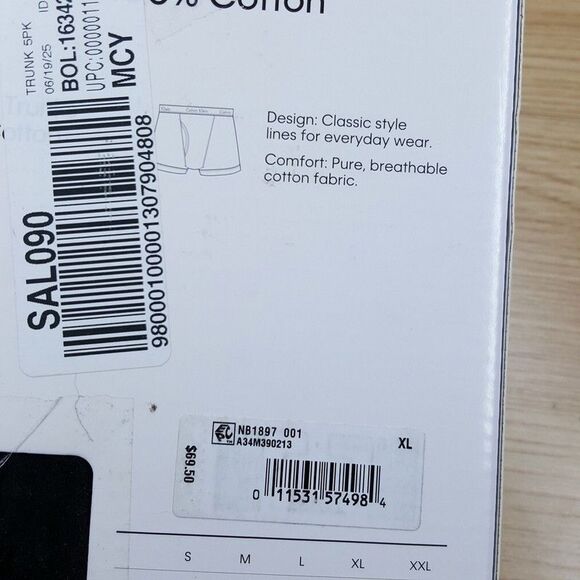 % Cotton
TRUNK 5PK
06/19/25
BOL:16342
UPC:0000011
MCY
SAL090
98000100001307904808
Design: Classic style
lines for everyday wear.
Comfort: Pure, breathable
cotton fabric.
NB1897 001
A34M390213
XL
$69.50
0 11531 57498 4
S M L XL XXL